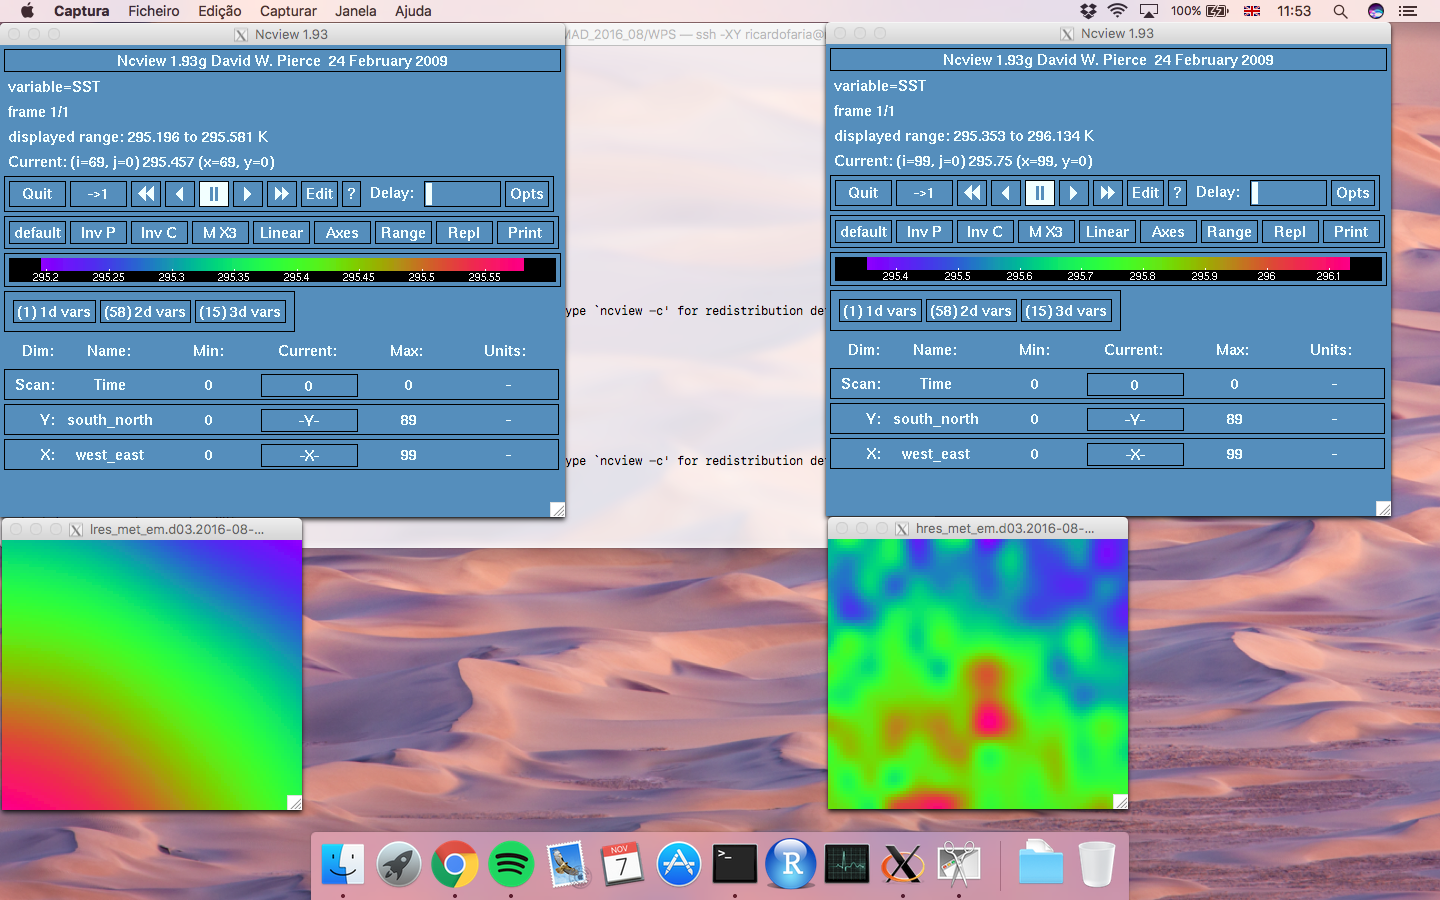 Captura Ficheiro Edição Capturar Janela Ajuda 100% 11:53
Ncview 1.93
Ncview 1.93g David W. Pierce 24 February 2009
variable=SST
frame 1/1
displayed range: 295.196 to 295.581 K
Current: (i=69, j=0) 295.457 (x=69, y=0)
Quit ->1 Edit ? Delay: Opts
default Inv P Inv C M X3 Linear Axes Range Repl Print
295.2 295.25 295.3 295.35 295.4 295.45 295.5 295.55
(1) 1d vars (58) 2d vars (15) 3d vars
Dim: Name: Min: Current: Max: Units:
Scan: Time 0 0 0 -
Y: south_north 0 -Y- 89 -
X: west_east 0 -X- 99 -
lres_met_em.d03.2016-08-...
MAD_2016_08/WPS — ssh -XY ricardofaria@
ype `ncview -c' for redistribution de
ype `ncview -c' for redistribution de
Ncview 1.93
Ncview 1.93g David W. Pierce 24 February 2009
variable=SST
frame 1/1
displayed range: 295.353 to 296.134 K
Current: (i=99, j=0) 295.75 (x=99, y=0)
Quit ->1 Edit ? Delay: Opts
default Inv P Inv C M X3 Linear Axes Range Repl Print
295.4 295.5 295.6 295.7 295.8 295.9 296 296.1
(1) 1d vars (58) 2d vars (15) 3d vars
Dim: Name: Min: Current: Max: Units:
Scan: Time 0 0 0 -
Y: south_north 0 -Y- 89 -
X: west_east 0 -X- 99 -
hres_met_em.d03.2016-08-...
NOV
7
>_
R